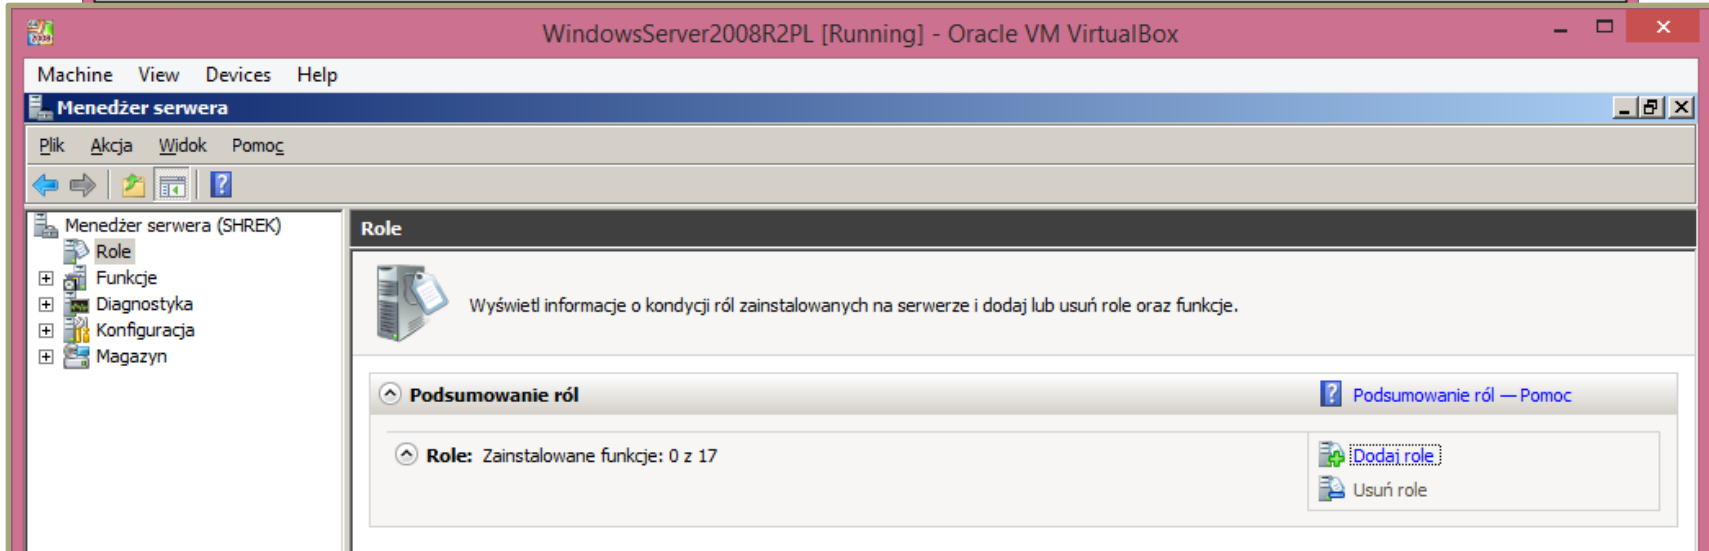 WindowsServer2008R2PL [Running] - Oracle VM VirtualBox
Machine View Devices Help
Menedżer serwera
Plik Akcja Widok Pomoc
Menedżer serwera (SHREK)
Role
Funkcje
Diagnostyka
Konfiguracja
Magazyn
Role
Wyświetl informacje o kondycji ról zainstalowanych na serwerze i dodaj lub usuń role oraz funkcje.
Podsumowanie ról
Podsumowanie ról — Pomoc
Role: Zainstalowane funkcje: 0 z 17
Dodaj role
Usuń role